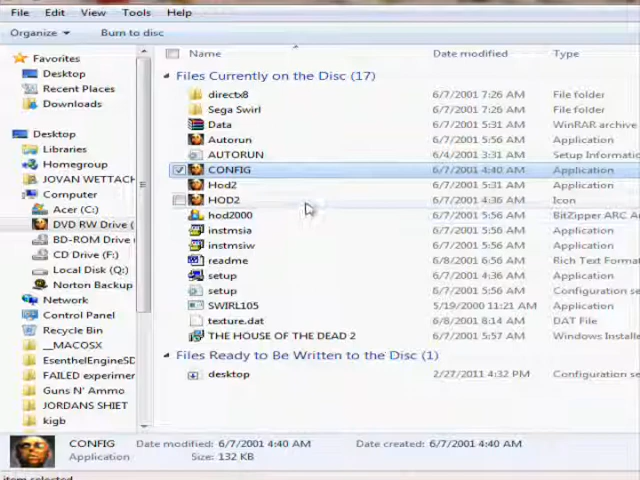 File Edit View Tools Help
Organize Burn to disc
Name Date modified Type
Favorites
Desktop
Recent Places
Downloads
Desktop
Libraries
Homegroup
JOVAN WETTACH
Computer
Acer (C:)
DVD RW Drive (
BD-ROM Drive
CD Drive (F:)
Local Disk (Q:)
Norton Backup
Network
Control Panel
Recycle Bin
__MACOSX
EsenthelEngineSD
FAILED experimer
Guns N' Ammo
JORDANS SHIET
kigb
Files Currently on the Disc (17)
directx8 6/7/2001 7:26 AM File folder
Sega Swirl 6/7/2001 7:26 AM File folder
Data 6/7/2001 5:31 AM WinRAR archive
Autorun 6/7/2001 5:31 AM Application
AUTORUN 6/4/2001 3:31 AM Setup Informatio
CONFIG 6/7/2001 4:40 AM Application
Hod2 6/7/2001 5:31 AM Application
HOD2 6/7/2001 5:56 AM Icon
hod2000 6/7/2001 5:56 AM BitZipper ARC A
instmsia 6/7/2001 5:56 AM Application
instmsiw 6/7/2001 5:56 AM Application
readme 6/8/2001 6:56 AM Rich Text Format
setup 6/7/2001 4:36 AM Application
setup 6/7/2001 5:56 AM Configuration se
SWIRL105 5/19/2000 11:21 AM Application
texture.dat 6/8/2001 8:14 AM DAT File
THE HOUSE OF THE DEAD 2 6/7/2001 5:57 AM Windows Installe
Files Ready to Be Written to the Disc (1)
desktop 2/27/2011 4:32 PM Configuration se
CONFIG Date modified: 6/7/2001 4:40 AM Date created: 6/7/2001 4:40 AM
Application Size: 132 KB
item selected